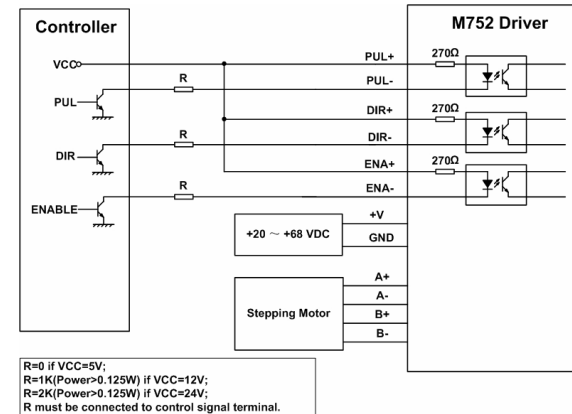 Controller
M752 Driver
VCC
PUL
DIR
ENABLE
R
R
R
PUL+
PUL-
DIR+
DIR-
ENA+
ENA-
270Ω
270Ω
270Ω
+20 ~ +68 VDC
+V
GND
Stepping Motor
A+
A-
B+
B-
R=0 if VCC=5V;
R=1K(Power>0.125W) if VCC=12V;
R=2K(Power>0.125W) if VCC=24V;
R must be connected to control signal terminal.